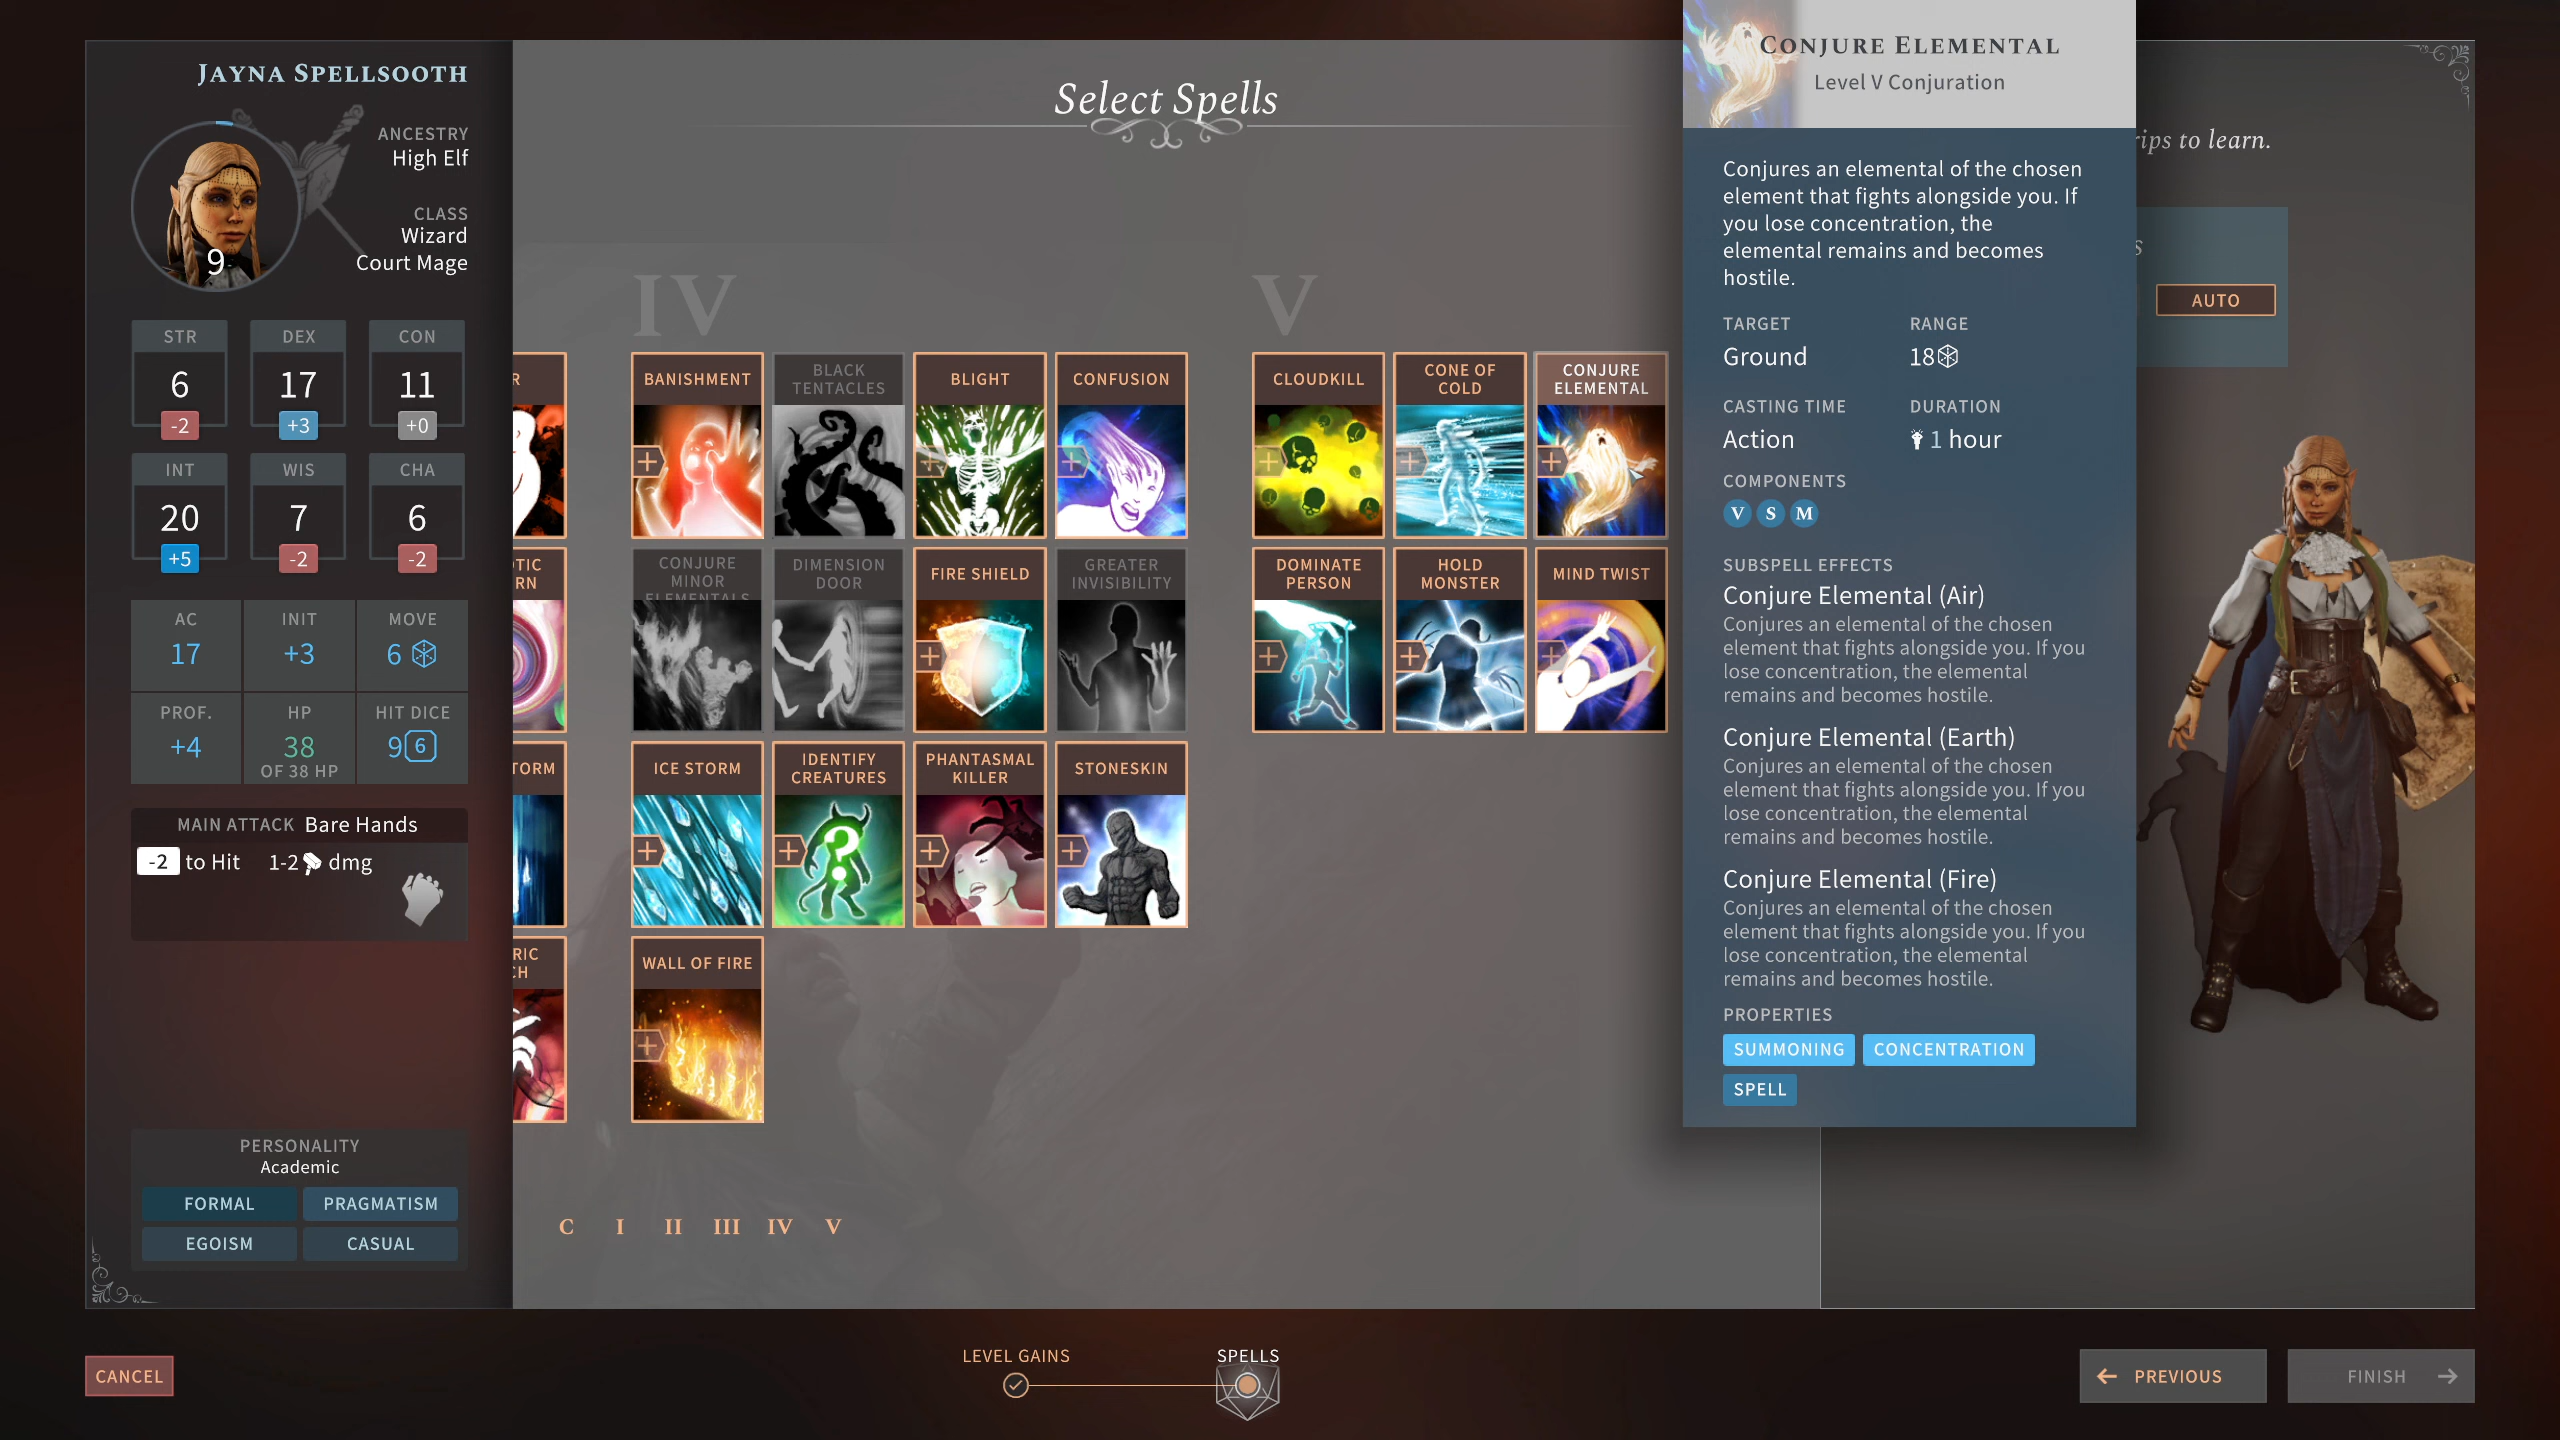 JAYNA SPELLSOOTH
ANCESTRY
High Elf
CLASS
Wizard
Court Mage
9
STR
DEX
CON
6
17
11
-2
+3
+0
INT
WIS
CHA
20
7
6
+5
-2
-2
AC
INIT
MOVE
17
+3
6
PROF.
HP
HIT DICE
+4
38
9 6
OF 38 HP
MAIN ATTACK Bare Hands
-2 to Hit 1-2 dmg
PERSONALITY
Academic
FORMAL
PRAGMATISM
EGOISM
CASUAL
Select Spells
IV
V
BANISHMENT
BLACK
TENTACLES
BLIGHT
CONFUSION
CLOUDKILL
CONE OF
COLD
CONJURE
ELEMENTAL
CONJURE
MINOR
ELEMENTALS
DIMENSION
DOOR
FIRE SHIELD
GREATER
INVISIBILITY
DOMINATE
PERSON
HOLD
MONSTER
MIND TWIST
ICE STORM
IDENTIFY
CREATURES
PHANTASMAL
KILLER
STONESKIN
WALL OF FIRE
R
TIC
RN
TORM
RIC
CH
C I II III IV V
CONJURE ELEMENTAL
Level V Conjuration
Conjures an elemental of the chosen
element that fights alongside you. If
you lose concentration, the
elemental remains and becomes
hostile.
TARGET
RANGE
Ground
18
CASTING TIME
DURATION
Action
1 hour
COMPONENTS
V S M
SUBSPELL EFFECTS
Conjure Elemental (Air)
Conjures an elemental of the chosen
element that fights alongside you. If you
lose concentration, the elemental
remains and becomes hostile.
Conjure Elemental (Earth)
Conjures an elemental of the chosen
element that fights alongside you. If you
lose concentration, the elemental
remains and becomes hostile.
Conjure Elemental (Fire)
Conjures an elemental of the chosen
element that fights alongside you. If you
lose concentration, the elemental
remains and becomes hostile.
PROPERTIES
SUMMONING
CONCENTRATION
SPELL
rips to learn.
s
AUTO
CANCEL
LEVEL GAINS
SPELLS
PREVIOUS
FINISH